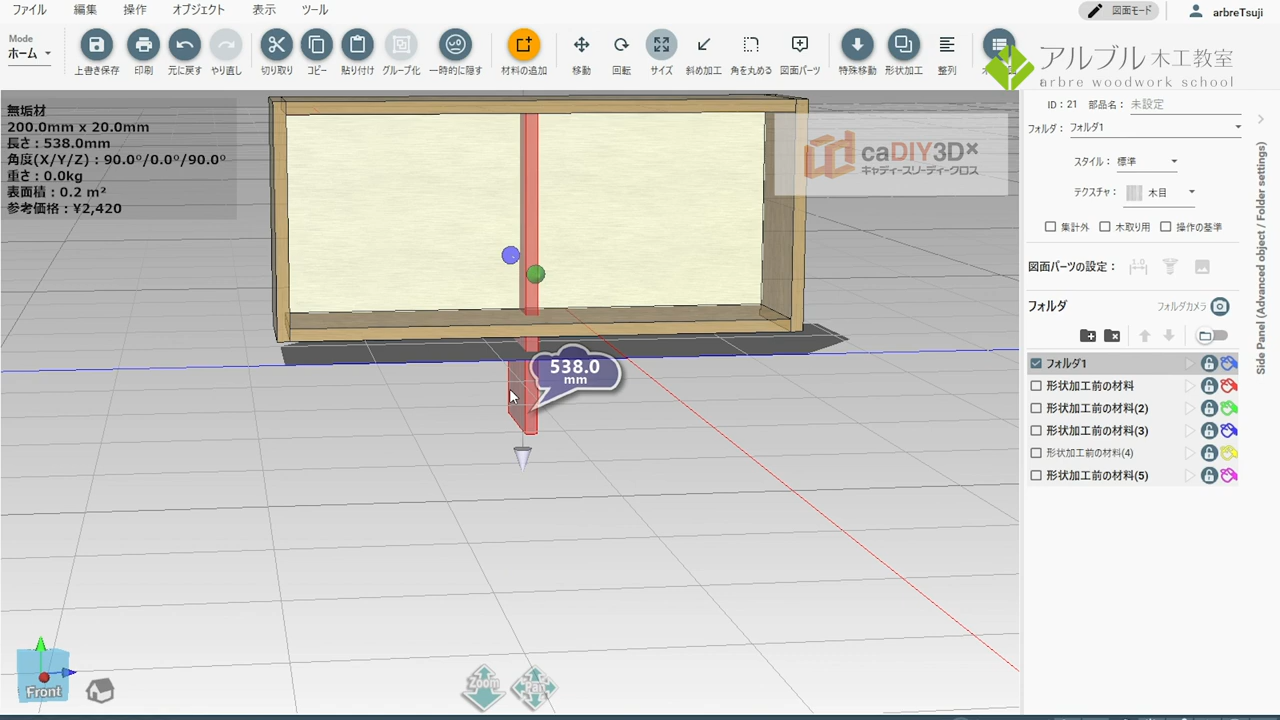 ファイル 編集 操作 オブジェクト 表示 ツール
図面モード arbreTsuji
Mode
ホーム
上書き保存 印刷 元に戻す やり直し 切り取り コピー 貼り付け グループ化 一時的に隠す 材料の追加 移動 回転 サイズ 斜め加工 角を丸める 図面パーツ 特殊移動 形状加工 整列
アルブル木工教室
arbre woodwork school
無垢材
200.0mm x 20.0mm
長さ：538.0mm
角度(X/Y/Z)：90.0°/0.0°/90.0°
重さ：0.0kg
表面積：0.2 m²
参考価格：¥2,420
caDIY3D×
キャディースリーディークロス
538.0
mm
ID：21 部品名： 未設定
フォルダ： フォルダ1
スタイル： 標準
テクスチャ： 木目
集計外 木取り用 操作の基準
図面パーツの設定：
フォルダ フォルダカメラ
フォルダ1
形状加工前の材料
形状加工前の材料(2)
形状加工前の材料(3)
形状加工前の材料(4)
形状加工前の材料(5)
Side Panel (Advanced object / Folder settings)
Front
Zoom
Pan